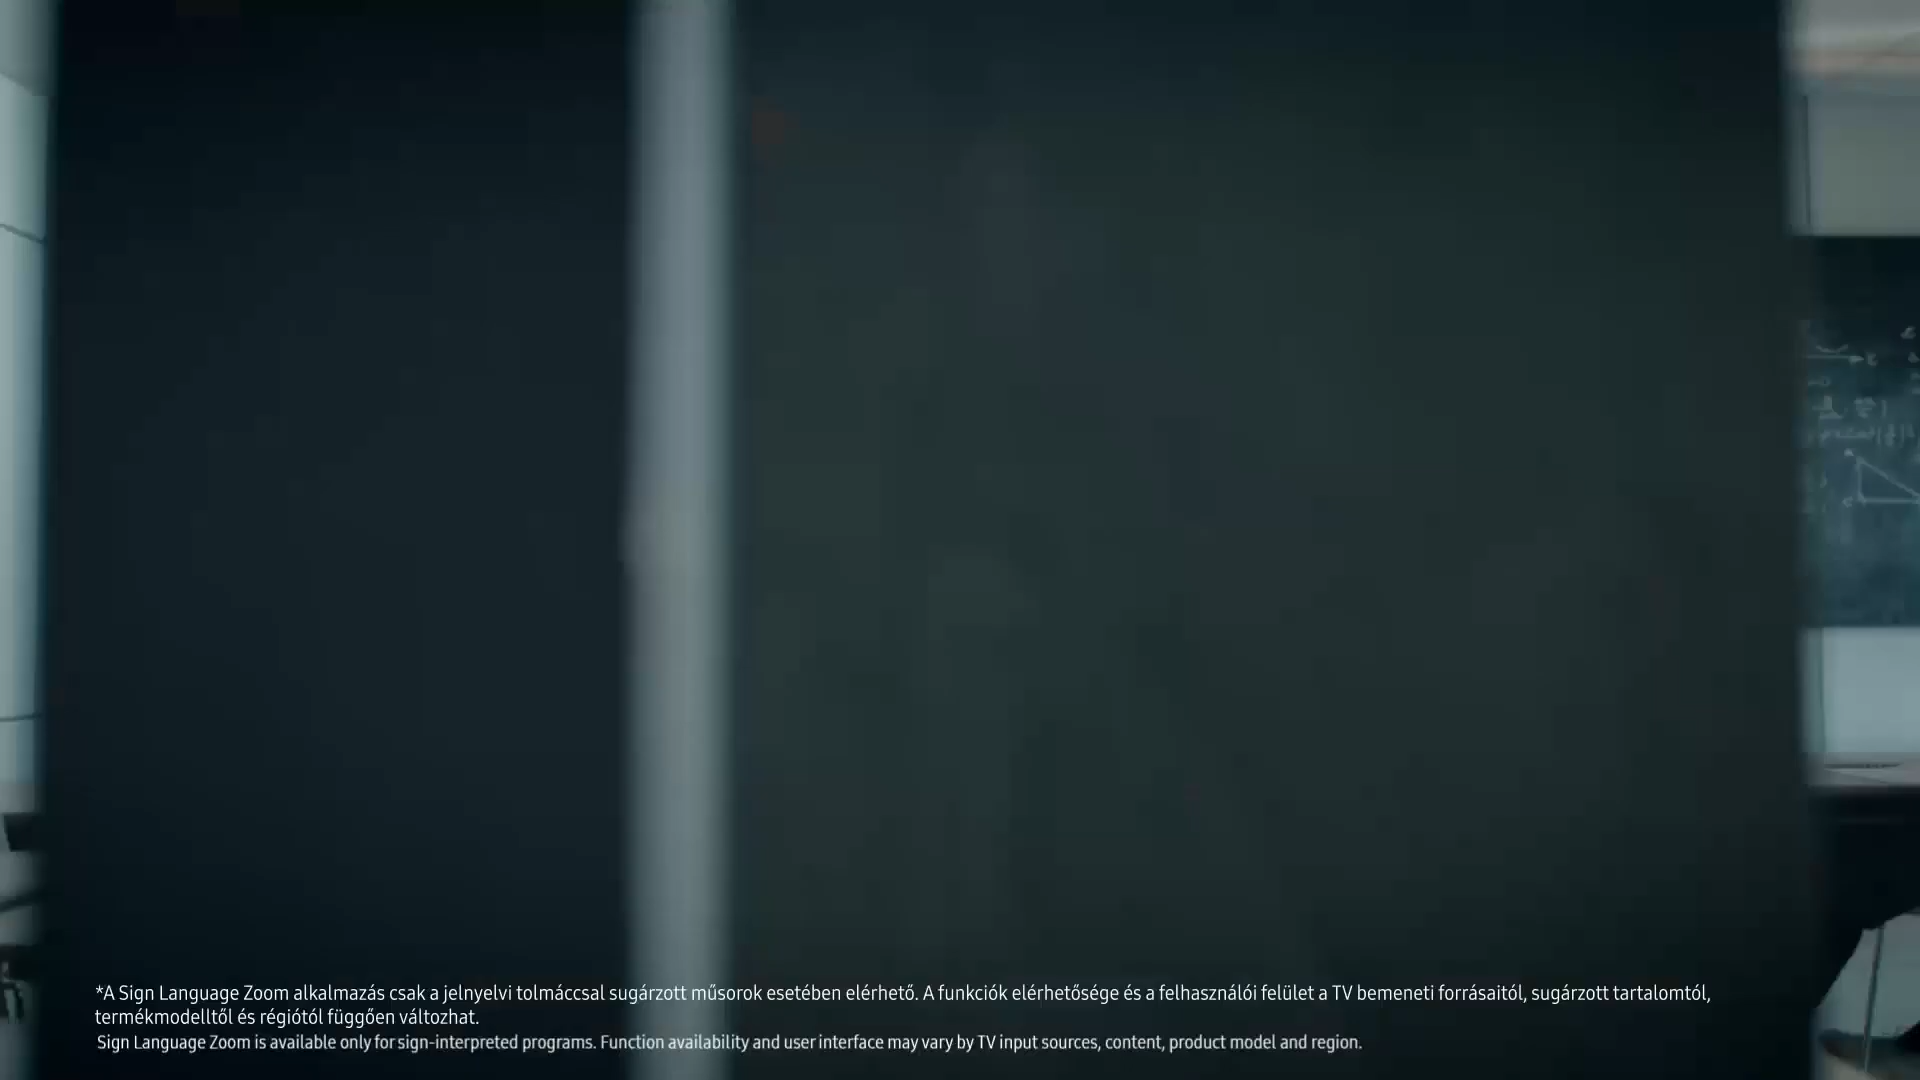 *A Sign Language Zoom alkalmazás csak a jelnyelvi tolmáccsal sugárzott műsorok esetében elérhető. A funkciók elérhetősége és a felhasználói felület a TV bemeneti forrásaitól, sugárzott tartalomtól,
termékmodelltől és régiótól függően változhat.
Sign Language Zoom is available only for sign-interpreted programs. Function availability and user interface may vary by TV input sources, content, product model and region.